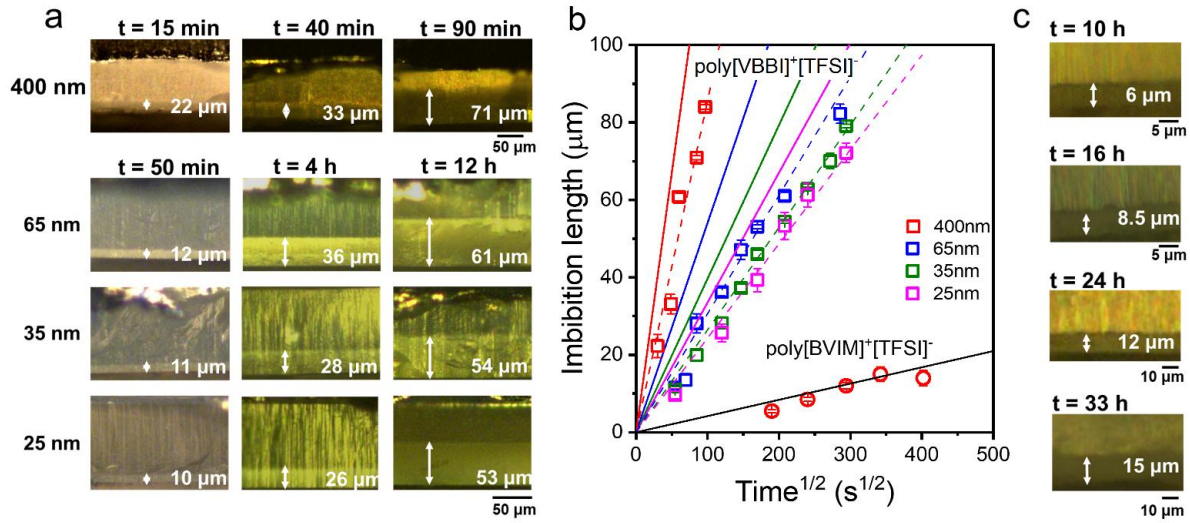 a
t = 15 min
t = 40 min
t = 90 min
400 nm
22 µm
33 µm
71 µm
50 µm
t = 50 min
t = 4 h
t = 12 h
65 nm
12 µm
36 µm
61 µm
35 nm
11 µm
28 µm
54 µm
25 nm
10 µm
26 µm
53 µm
50 µm
b
Imbibition length (µm)
100
80
60
40
20
0
0 100 200 300 400 500
Time1/2 (s1/2)
poly[VBBI]+[TFSI]-
400nm
65nm
35nm
25nm
poly[BVIM]+[TFSI]-
c
t = 10 h
6 µm
5 µm
t = 16 h
8.5 µm
5 µm
t = 24 h
12 µm
10 µm
t = 33 h
15 µm
10 µm